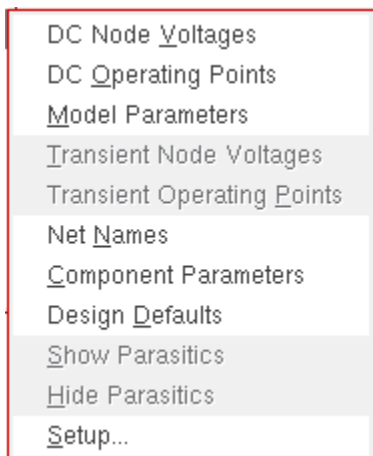 DC Node Voltages
DC Operating Points
Model Parameters
Transient Node Voltages
Transient Operating Points
Net Names
Component Parameters
Design Defaults
Show Parasitics
Hide Parasitics
Setup...